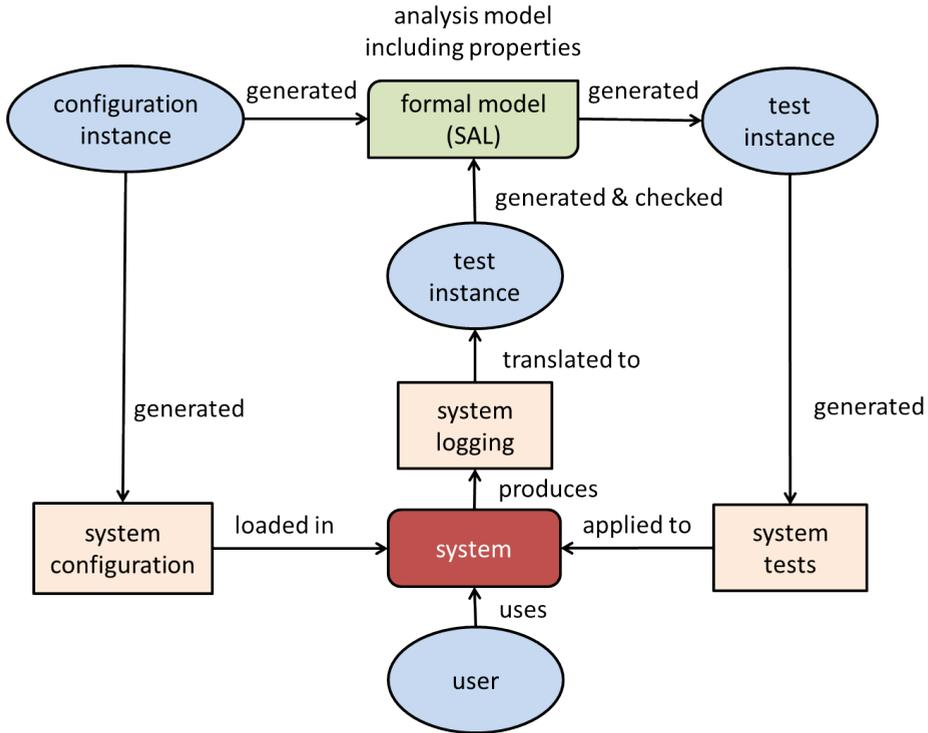 analysis model
including properties
configuration
instance
generated
formal model
(SAL)
generated
test
instance
generated & checked
test
instance
translated to
generated
system
logging
generated
produces
system
configuration
loaded in
system
applied to
system
tests
uses
user